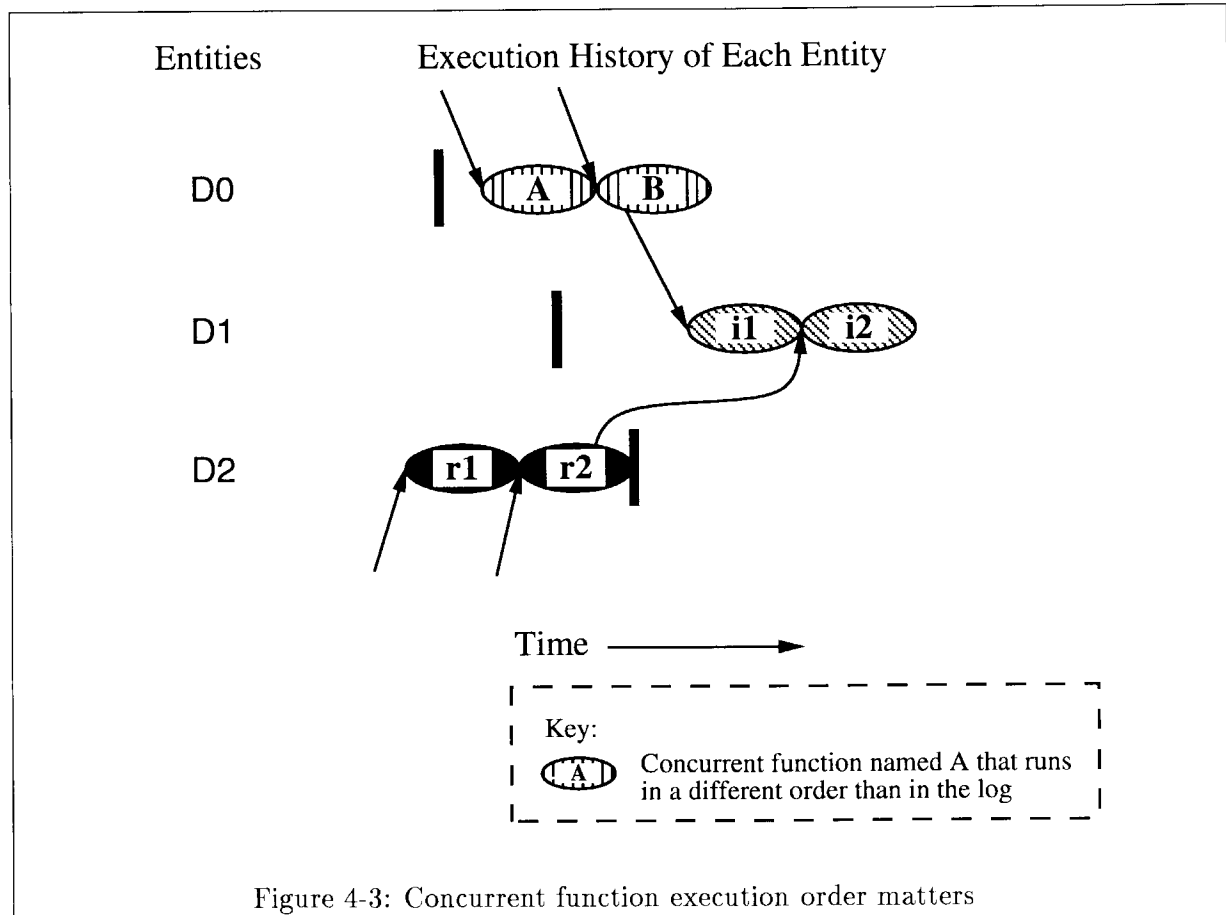 Entities Execution History of Each Entity
D0 A B
D1 i1 i2
D2 r1 r2
Time
Key:
A Concurrent function named A that runs
in a different order than in the log
Figure 4-3: Concurrent function execution order matters